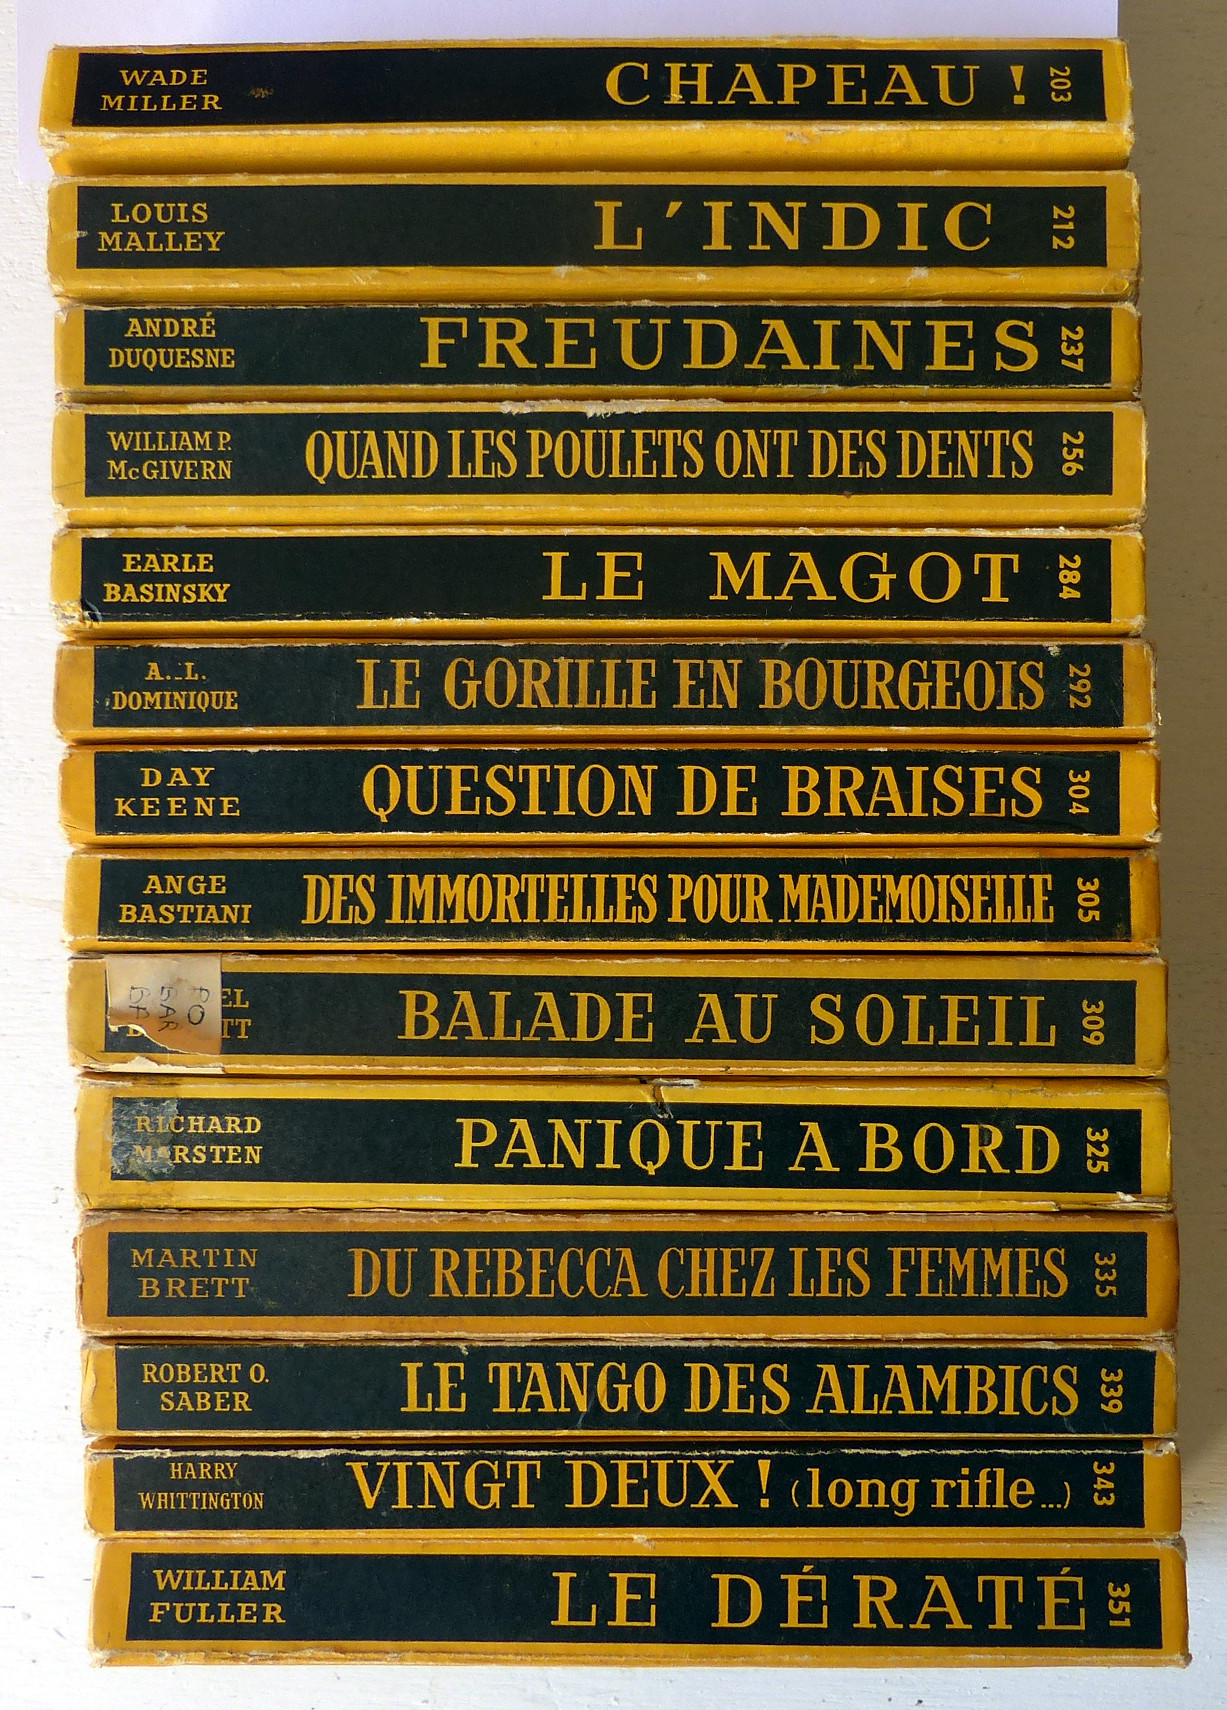 WADE
MILLER
CHAPEAU !
203
LOUIS
MALLEY
L'INDIC
212
ANDRÉ
DUQUESNE
FREUDAINES
237
WILLIAM P.
McGIVERN
QUAND LES POULETS ONT DES DENTS
256
EARLE
BASINSKY
LE MAGOT
284
A..L.
DOMINIQUE
LE GORILLE EN BOURGEOIS
292
DAY
KEENE
QUESTION DE BRAISES
304
ANGE
BASTIANI
DES IMMORTELLES POUR MADEMOISELLE
305
BALADE AU SOLEIL
309
RICHARD
MARSTEN
PANIQUE A BORD
325
MARTIN
BRETT
DU REBECCA CHEZ LES FEMMES
335
ROBERT O.
SABER
LE TANGO DES ALAMBICS
339
HARRY
WHITTINGTON
VINGT DEUX ! (long rifle...)
343
WILLIAM
FULLER
LE DÉRATÉ
351